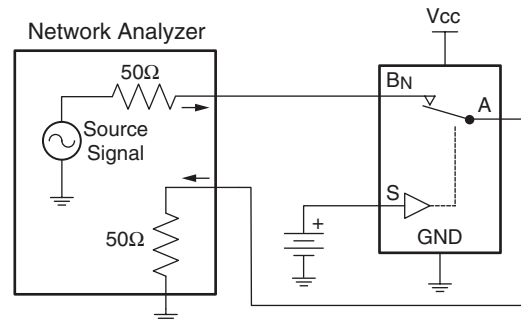 Network Analyzer
Vcc
50Ω
BN
A
Source
Signal
S
+
50Ω
GND